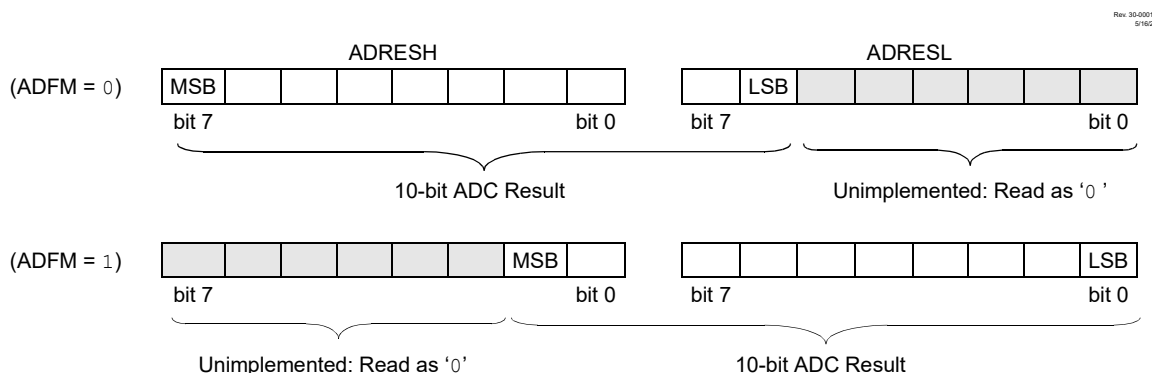 Rev. 30-0001
5/16/2
ADRESH ADRESL
(ADFM = 0) MSB LSB
bit 7 bit 0 bit 7 bit 0
10-bit ADC Result Unimplemented: Read as ‘0 ’
(ADFM = 1) MSB LSB
bit 7 bit 0 bit 7 bit 0
Unimplemented: Read as ‘0’ 10-bit ADC Result